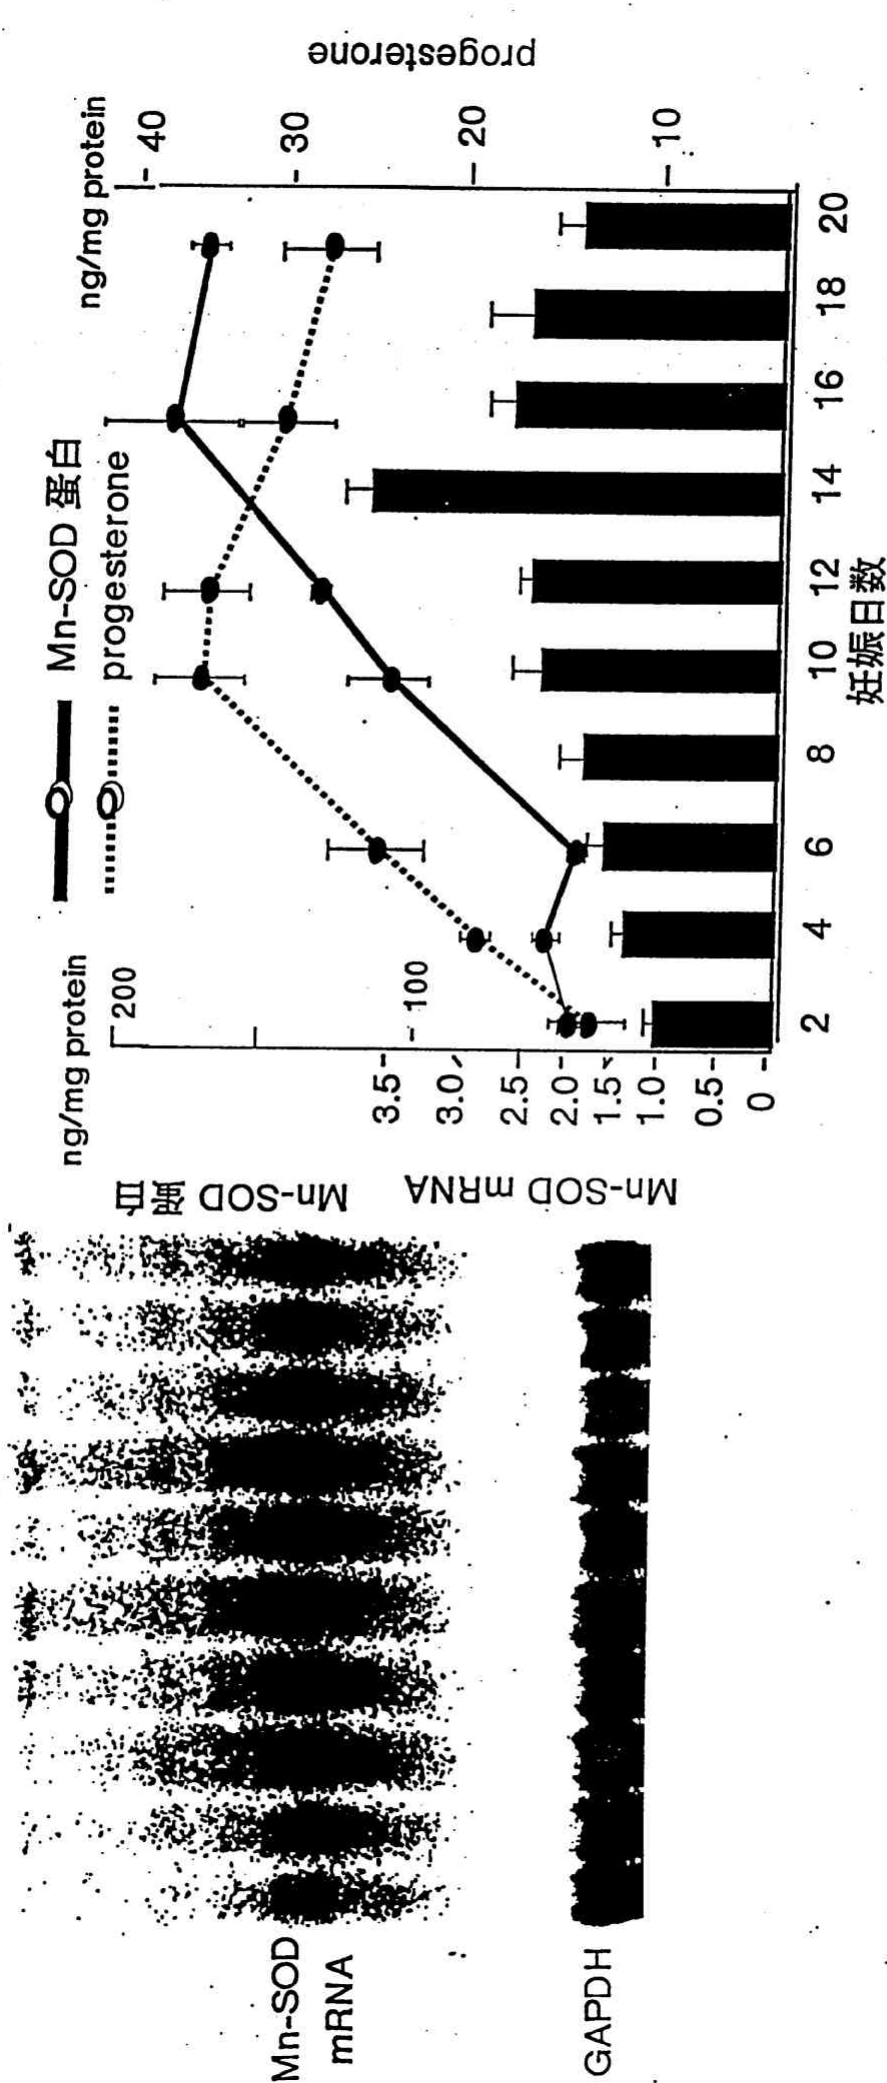 Mn-SOD
mRNA
GAPDH
Mn-SOD 蛋白
progesterone
ng/mg protein
ng/mg protein
200
100
Mn-SOD 蛋白
3.5
3.0
2.5
2.0
1.5
1.0
0.5
0
Mn-SOD mRNA
40
30
20
10
progesterone
2 4 6 8 10 12 14 16 18 20
妊娠日数